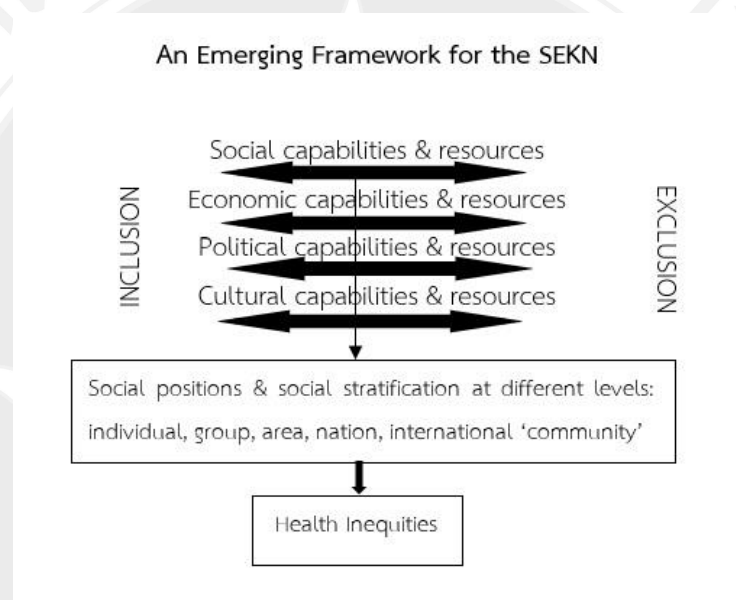 An Emerging Framework for the SEKN
Social capabilities & resources
Economic capabilities & resources
Political capabilities & resources
Cultural capabilities & resources
INCLUSION
EXCLUSION
Social positions & social stratification at different levels:
individual, group, area, nation, international ‘community’
Health Inequities